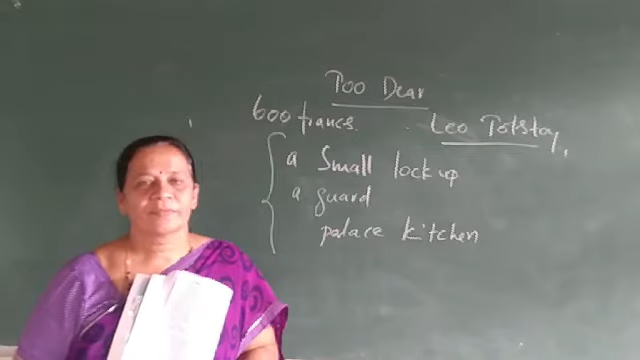 Too Dear
Leo Tolstoy,
600 francs.
a Small lockup
a guard
palace kitchen